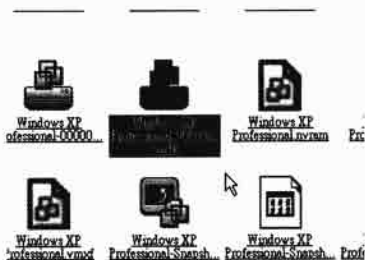 Windows XP
ofessional-00000...
Windows XP
Professional.nvram
Windows XP
rofessional.vmxf
Windows XP
Professional-Snapsh...
Windows XP
Professional-Snapsh...